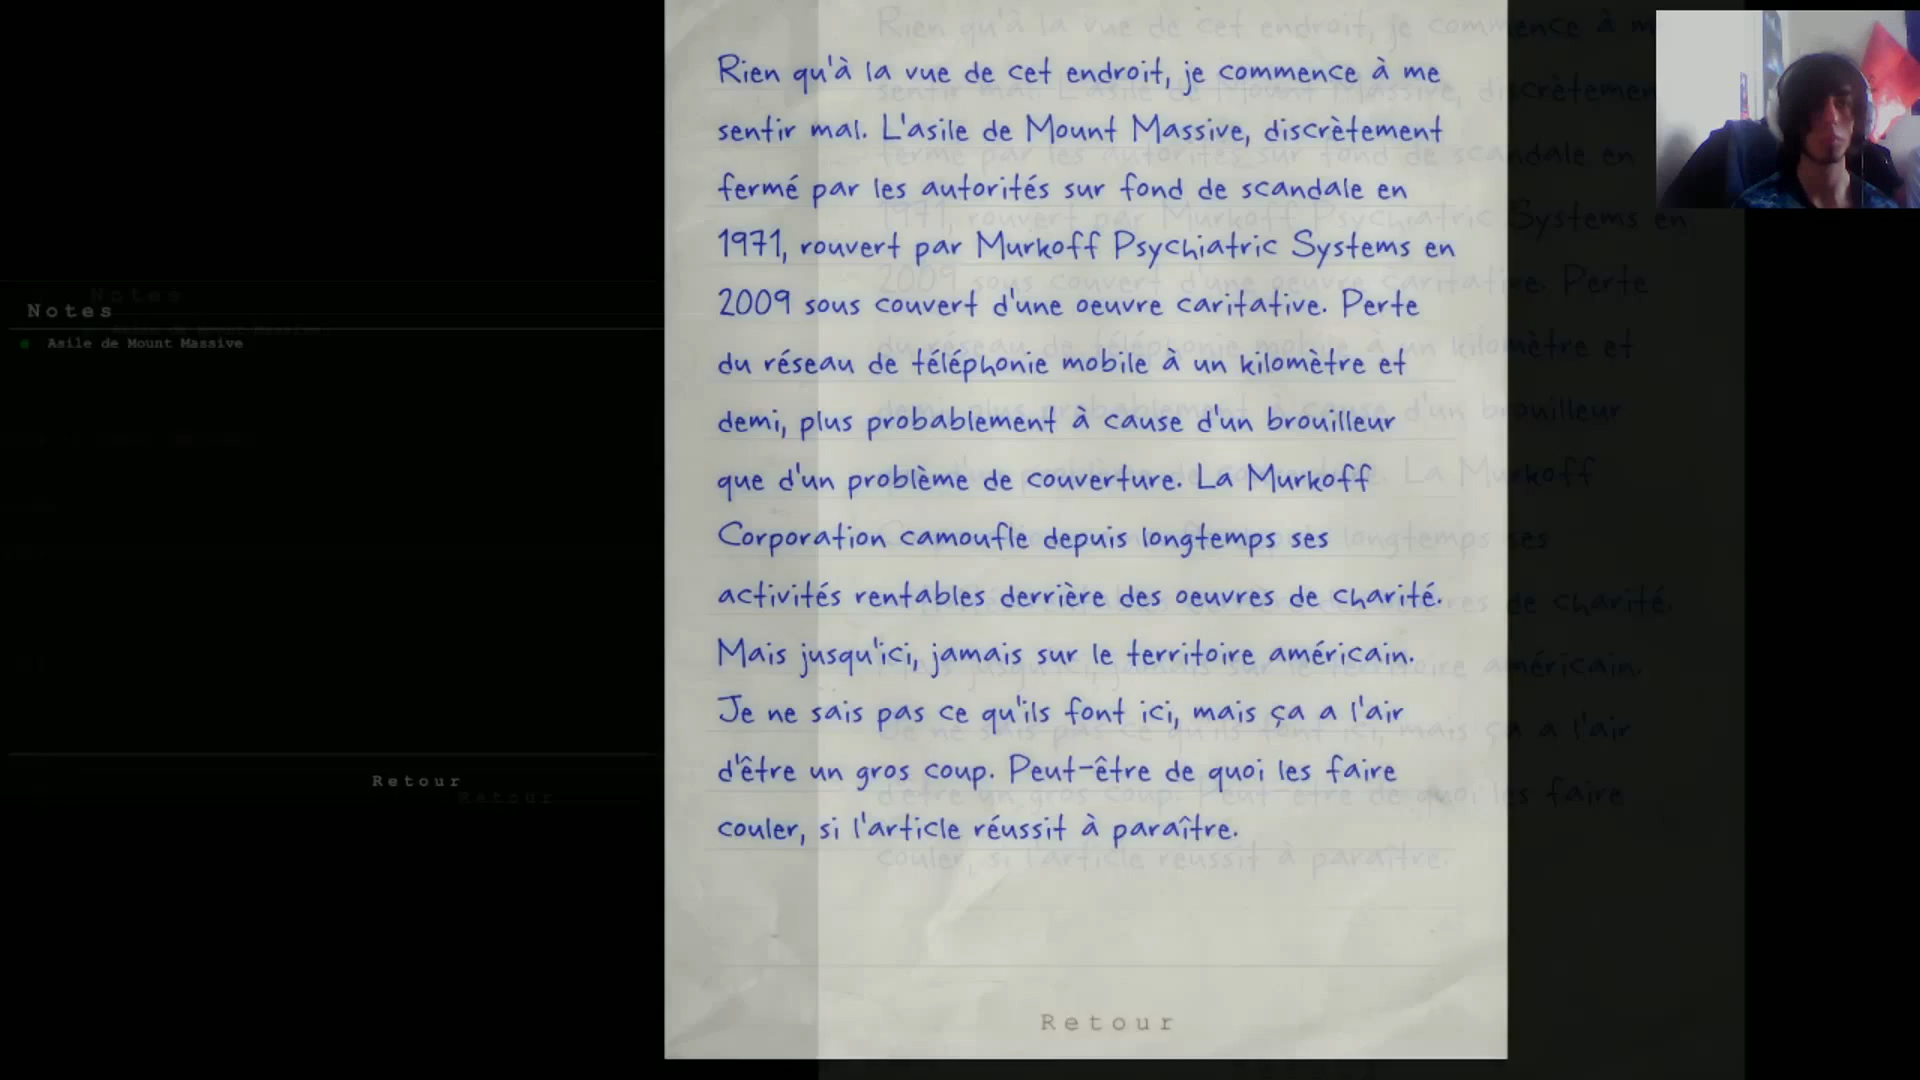 Notes
Asile de Mount Massive
Retour
Rien qu'à la vue de cet endroit, je commence à me
sentir mal. L'asile de Mount Massive, discrètement
fermé par les autorités sur fond de scandale en
1971, rouvert par Murkoff Psychiatric Systems en
2009 sous couvert d'une oeuvre caritative. Perte
du réseau de téléphonie mobile à un kilomètre et
demi, plus probablement à cause d'un brouilleur
que d'un problème de couverture. La Murkoff
Corporation camoufle depuis longtemps ses
activités rentables derrière des oeuvres de charité.
Mais jusqu'ici, jamais sur le territoire américain.
Je ne sais pas ce qu'ils font ici, mais ça a l'air
d'être un gros coup. Peut-être de quoi les faire
couler, si l'article réussit à paraître.
Retour